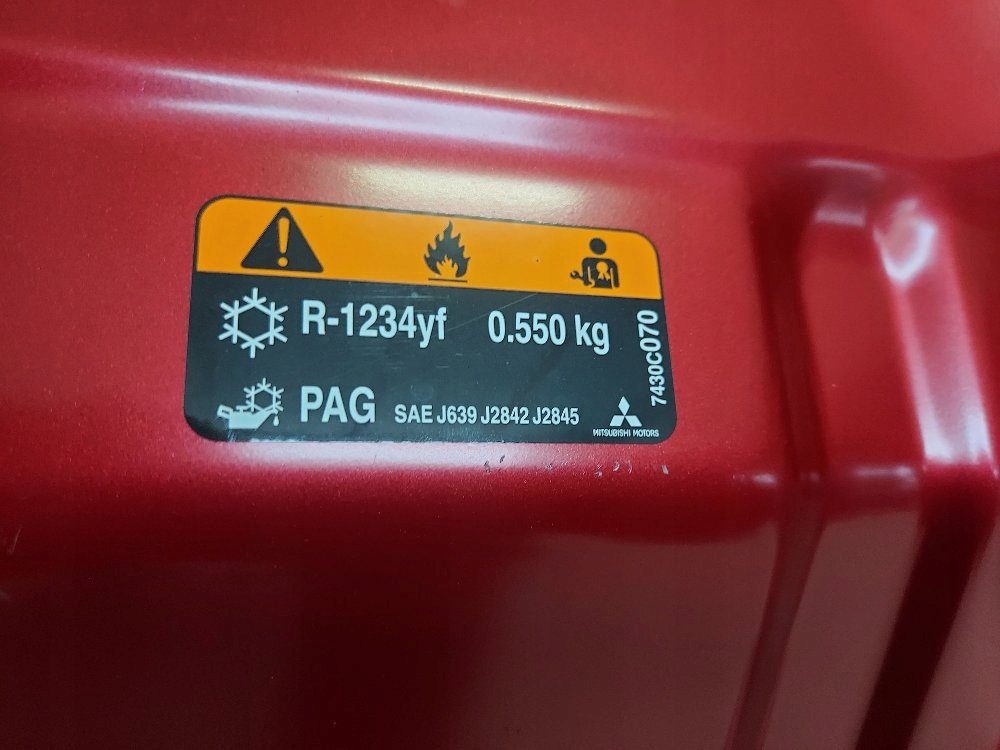 R-1234yf 0.550 kg
PAG SAE J639 J2842 J2845
MITSUBISHI MOTORS
7430C070